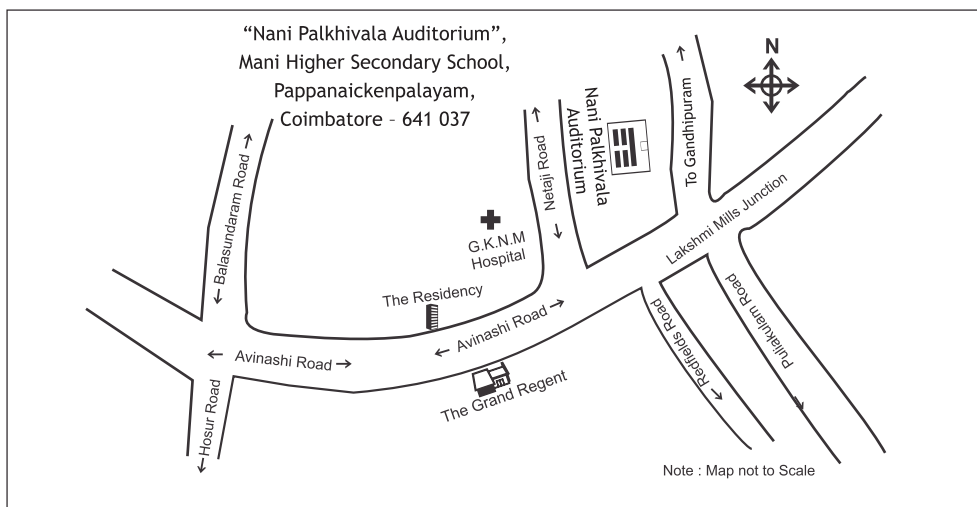 “Nani Palkhivala Auditorium”,
Mani Higher Secondary School,
Pappanaickenpalayam,
Coimbatore - 641 037
N
Balasundaram Road
Netaji Road
Nani Palkhivala
Auditorium
To Gandhipuram
Lakshmi Mills Junction
G.K.N.M
Hospital
The Residency
Avinashi Road
Avinashi Road
The Grand Regent
Hosur Road
Redfields Road
Puliakulam Road
Note : Map not to Scale